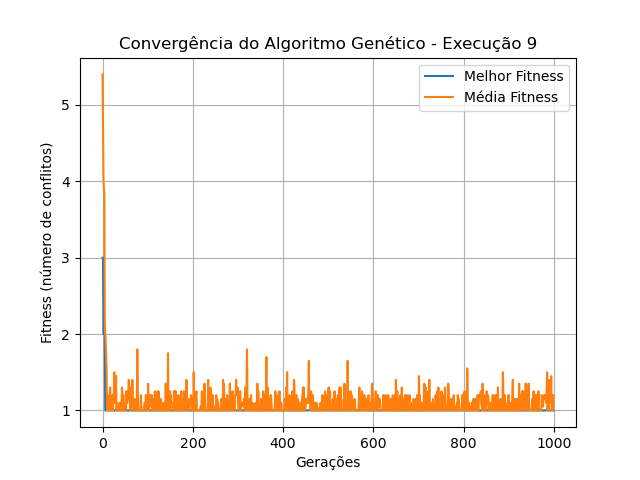 Convergência do Algoritmo Genético - Execução 9
Melhor Fitness
Média Fitness
Fitness (número de conflitos)
5
4
3
2
1
0
200
400
600
800
1000
Gerações